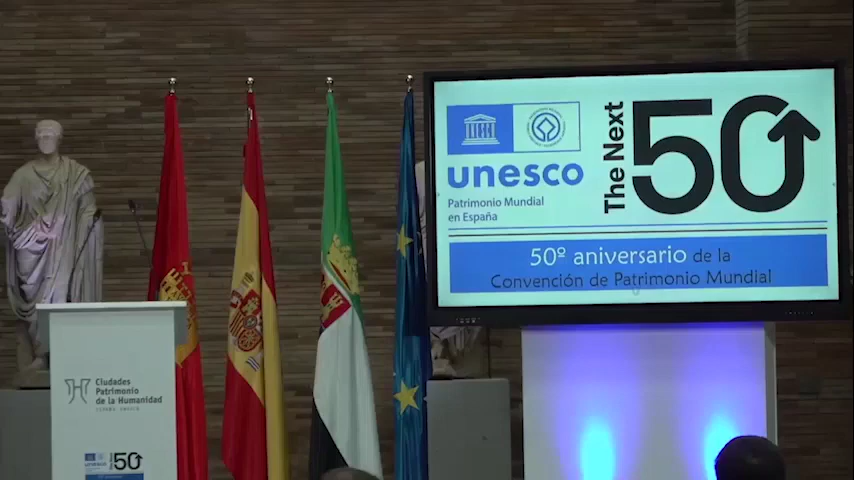 unesco
Patrimonio Mundial
en España
The Next
50
50º aniversario de la
Convención de Patrimonio Mundial
Ciudades
Patrimonio
de la Humanidad
50